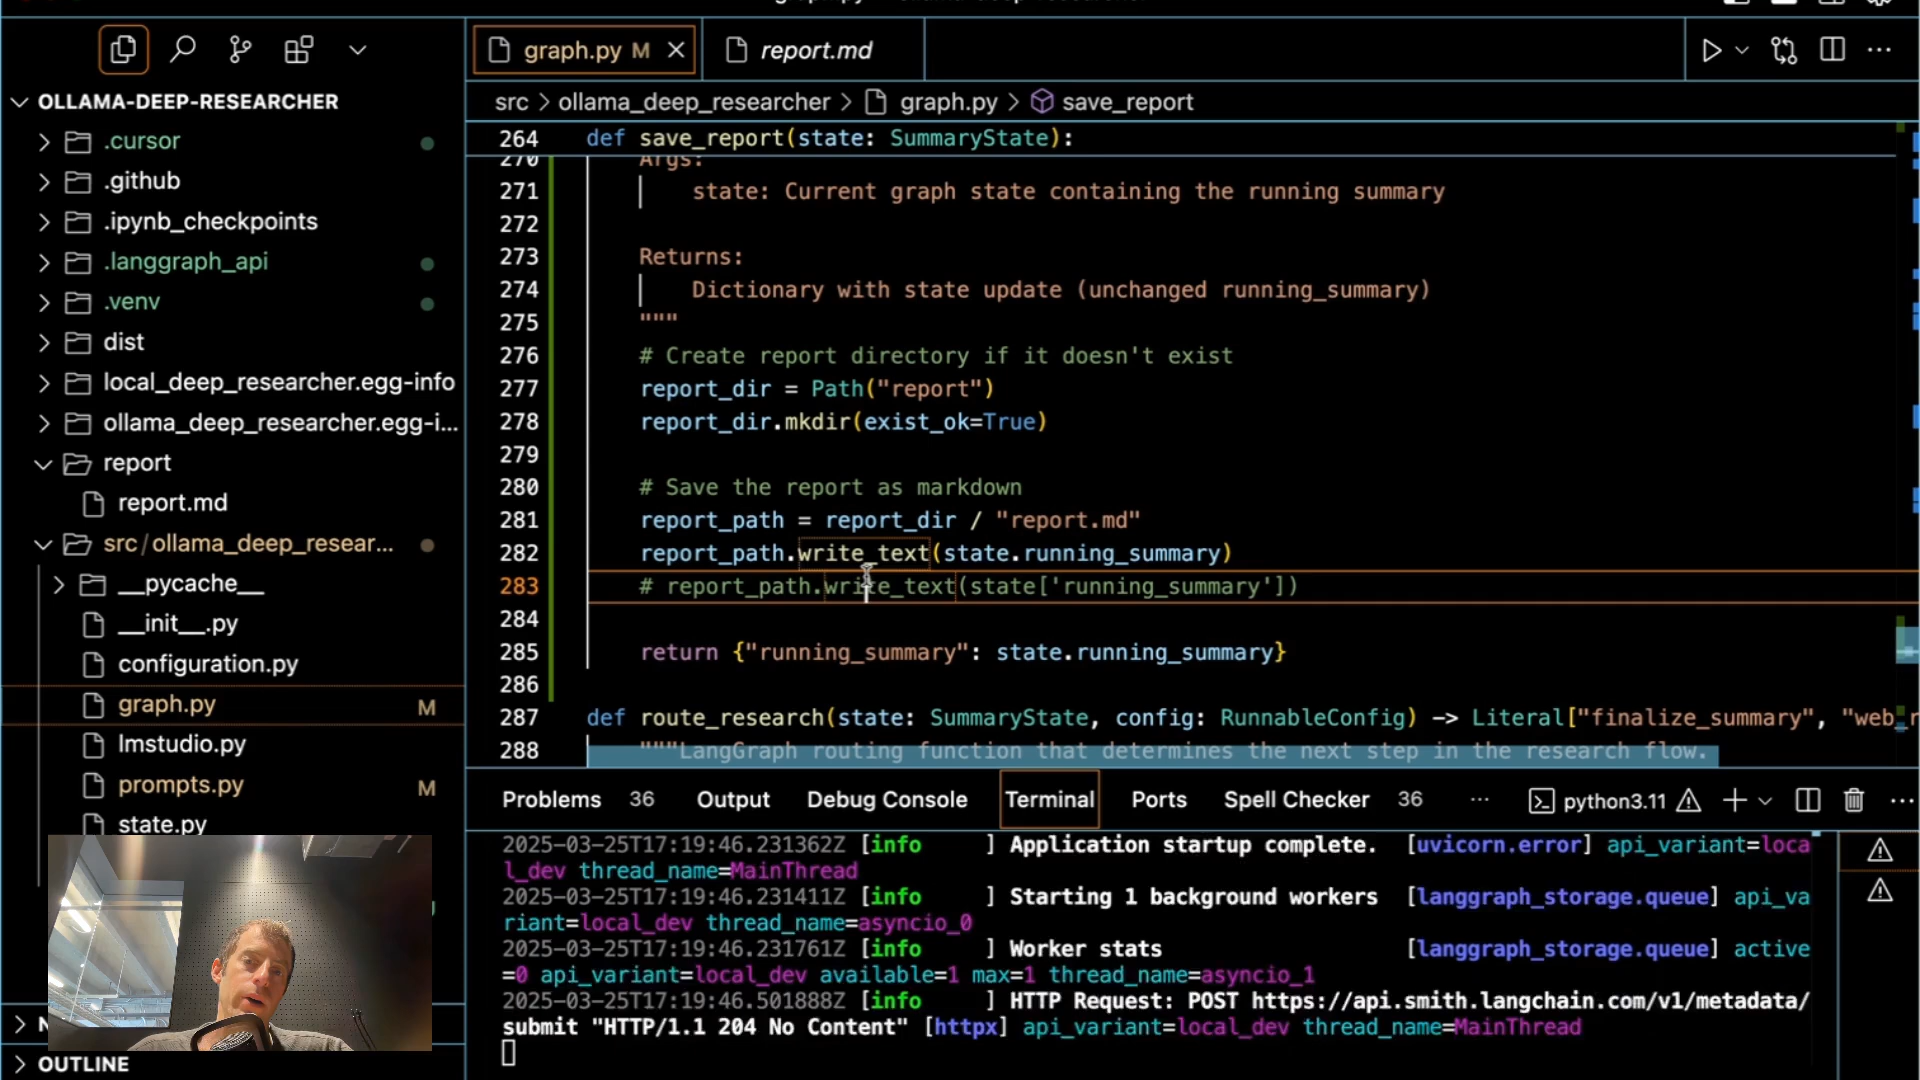 graph.py M
report.md
OLLAMA-DEEP-RESEARCHER
src > ollama_deep_researcher > graph.py > save_report
.cursor
.github
.ipynb_checkpoints
.langgraph_api
.venv
dist
local_deep_researcher.egg-info
ollama_deep_researcher.egg-i...
report
report.md
src/ollama_deep_resear...
__pycache__
__init__.py
configuration.py
graph.py M
lmstudio.py
prompts.py M
state.py
OUTLINE
264 def save_report(state: SummaryState):
270 Args:
271 state: Current graph state containing the running summary
272
273 Returns:
274 Dictionary with state update (unchanged running_summary)
275 """
276 # Create report directory if it doesn't exist
277 report_dir = Path("report")
278 report_dir.mkdir(exist_ok=True)
279
280 # Save the report as markdown
281 report_path = report_dir / "report.md"
282 report_path.write_text(state.running_summary)
283 # report_path.write_text(state['running_summary'])
284
285 return {"running_summary": state.running_summary}
286
287 def route_research(state: SummaryState, config: RunnableConfig) -> Literal["finalize_summary", "web_r
288 """LangGraph routing function that determines the next step in the research flow.
Problems 36 Output Debug Console Terminal Ports Spell Checker 36 ... python3.11
2025-03-25T17:19:46.231362Z [info ] Application startup complete. [uvicorn.error] api_variant=loca
l_dev thread_name=MainThread
2025-03-25T17:19:46.231411Z [info ] Starting 1 background workers [langgraph_storage.queue] api_va
riant=local_dev thread_name=asyncio_0
2025-03-25T17:19:46.231761Z [info ] Worker stats [langgraph_storage.queue] active
=0 api_variant=local_dev available=1 max=1 thread_name=asyncio_1
2025-03-25T17:19:46.501888Z [info ] HTTP Request: POST https://api.smith.langchain.com/v1/metadata/
submit "HTTP/1.1 204 No Content" [httpx] api_variant=local_dev thread_name=MainThread